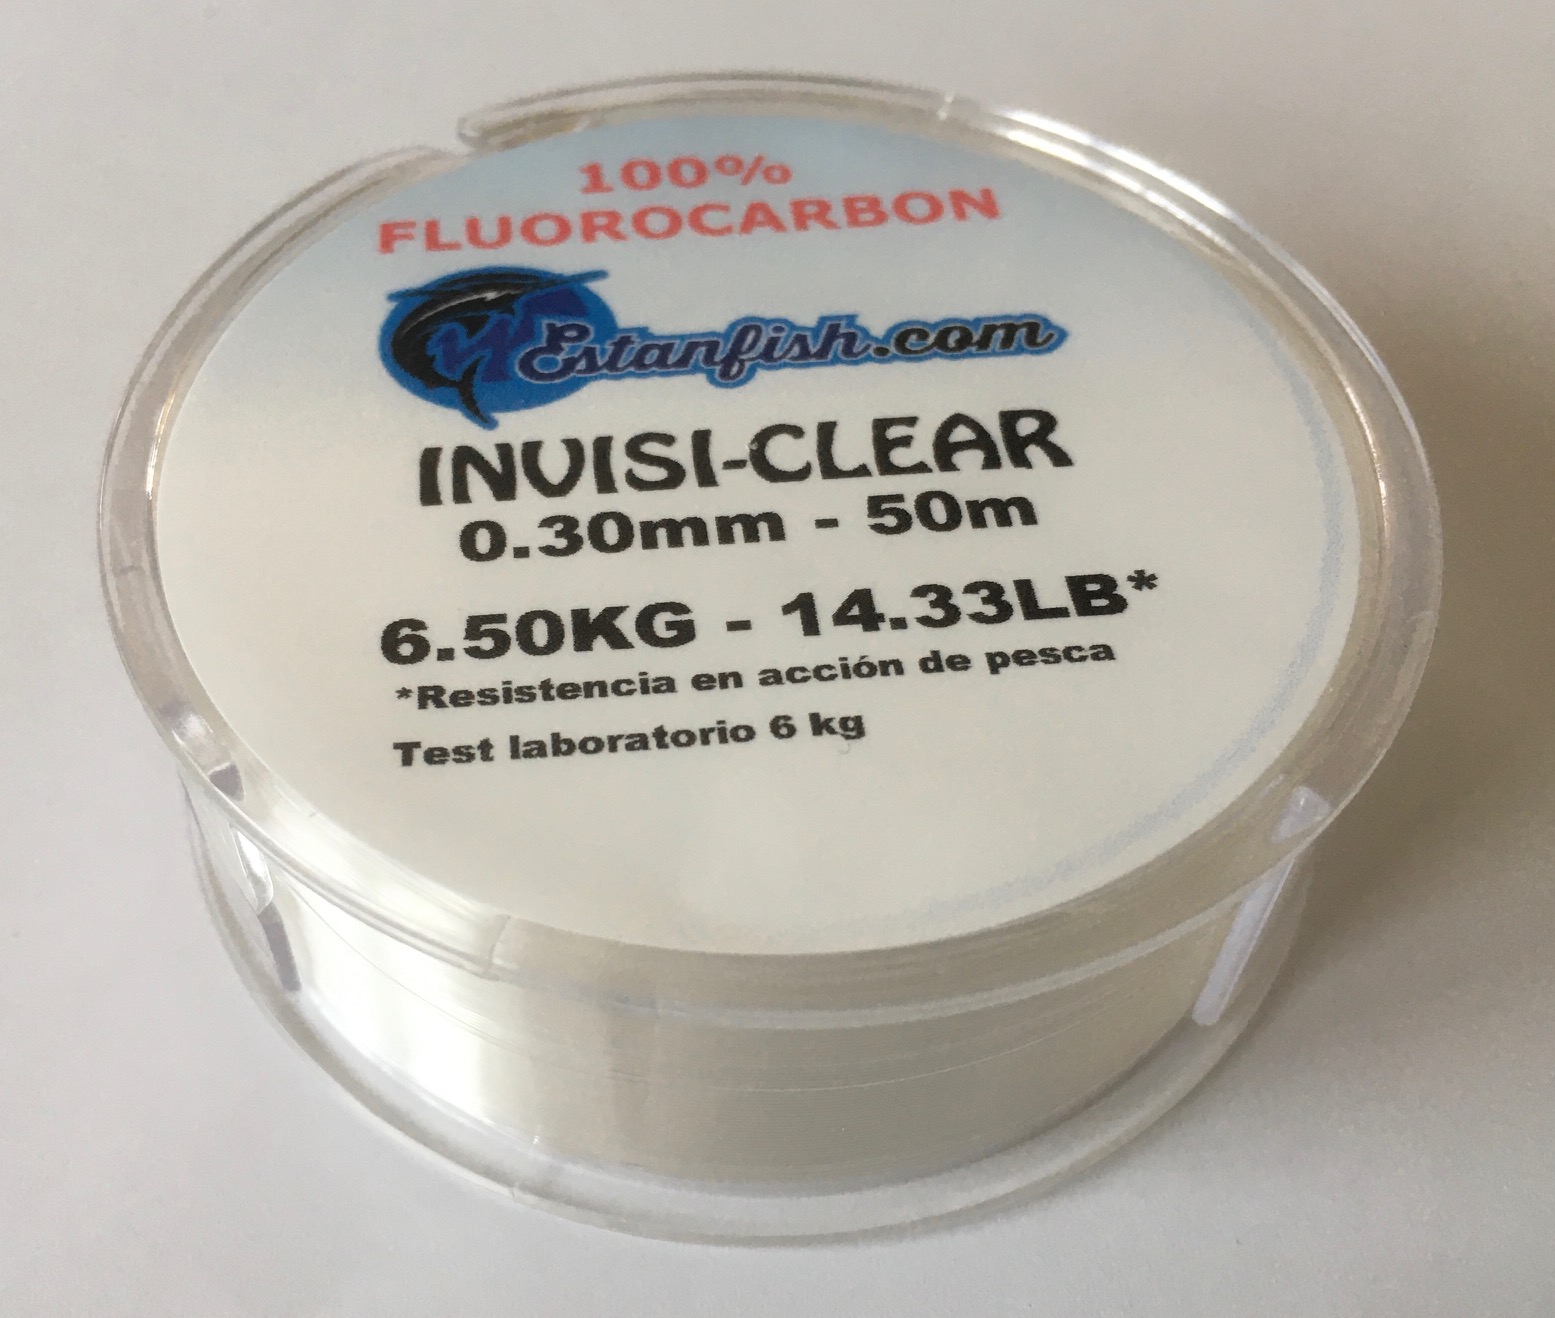 100%
FLUOROCARBON
Estanfish.com
INVISI-CLEAR
0.30mm - 50m
6.50KG - 14.33LB*
*Resistencia en acción de pesca
Test laboratorio 6 kg